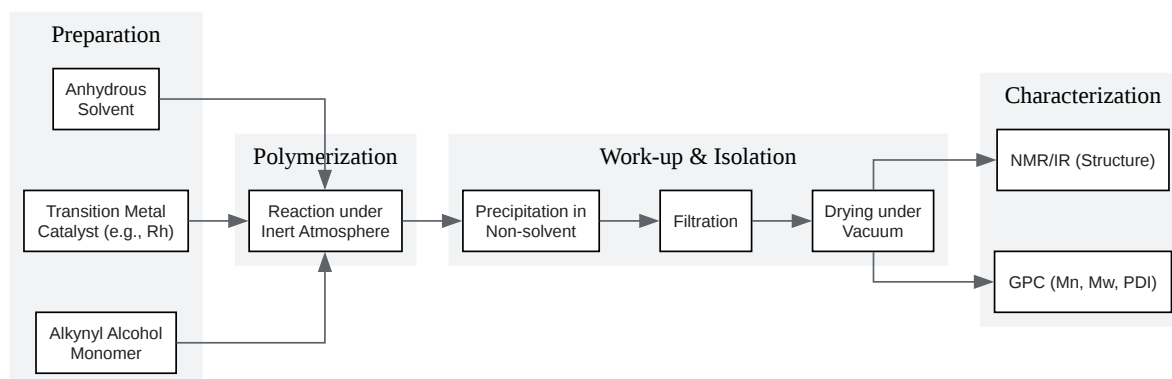 Preparation
Anhydrous
Solvent
Transition Metal
Catalyst (e.g., Rh)
Alkynyl Alcohol
Monomer
Polymerization
Reaction under
Inert Atmosphere
Work-up & Isolation
Precipitation in
Non-solvent
Filtration
Drying under
Vacuum
Characterization
NMR/IR (Structure)
GPC (Mn, Mw, PDI)